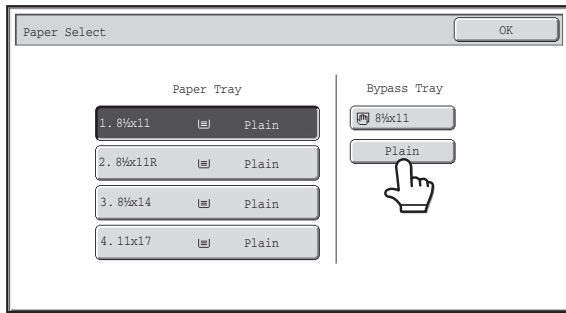 Paper Select
OK
Paper Tray
1. 8½x11 Plain
2. 8½x11R Plain
3. 8½x14 Plain
4. 11x17 Plain
Bypass Tray
8½x11
Plain